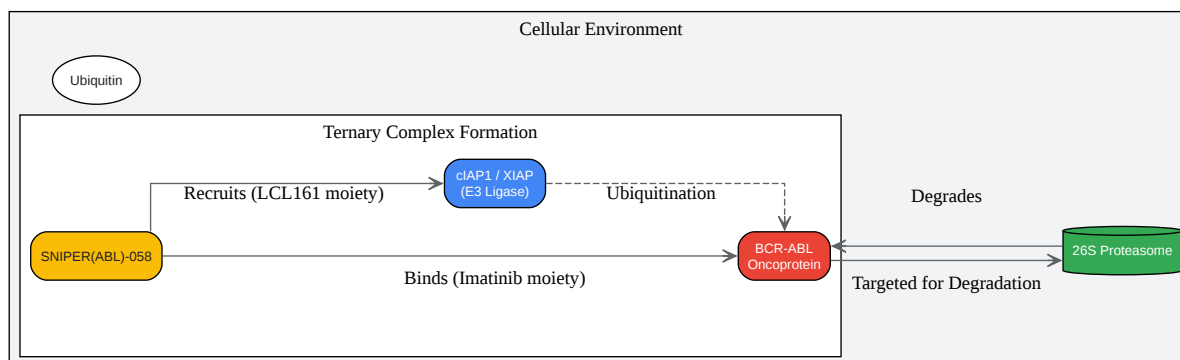 Cellular Environment
Ubiquitin
Ternary Complex Formation
cIAP1 / XIAP
(E3 Ligase)
Recruits (LCL161 moiety)
Ubiquitination
Degrades
SNIPER(ABL)-058
BCR-ABL
Oncoprotein
26S Proteasome
Binds (Imatinib moiety)
Targeted for Degradation